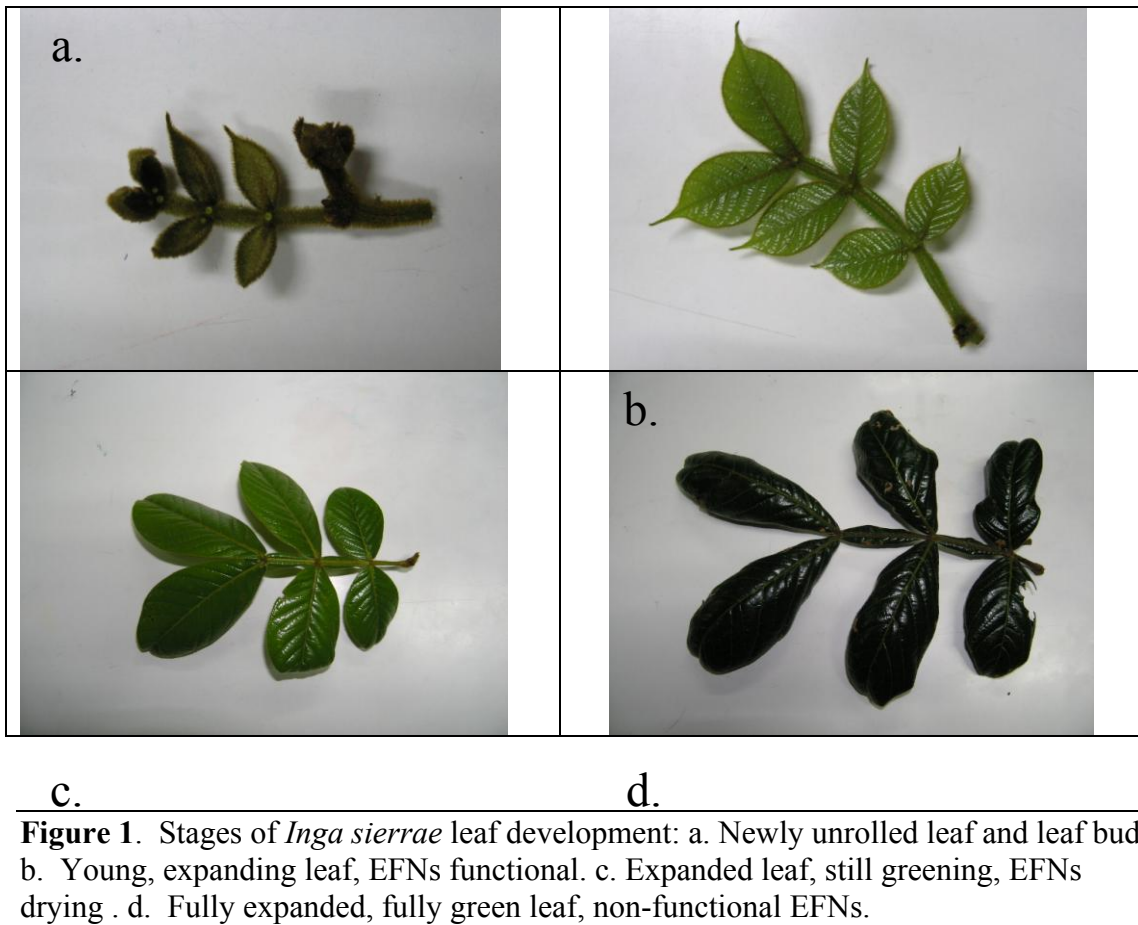 a.
b.
c.
d.
Figure 1. Stages of Inga sierrae leaf development: a. Newly unrolled leaf and leaf bud
b. Young, expanding leaf, EFNs functional. c. Expanded leaf, still greening, EFNs
drying . d. Fully expanded, fully green leaf, non-functional EFNs.